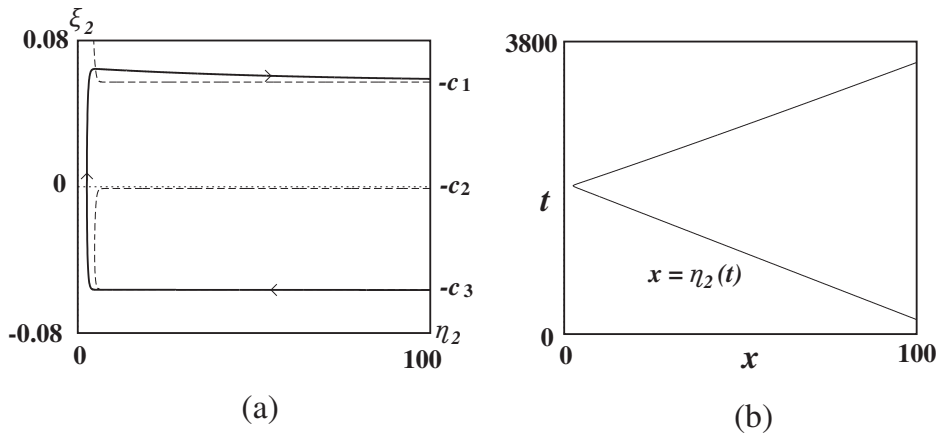 ξ₂
0.08
-c₁
0
-c₂
-c₃
-0.08
η₂
0
100
(a)
3800
t
x = η₂(t)
0
0
x
100
(b)